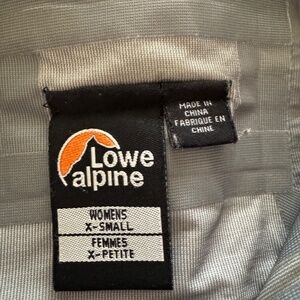 Lowe
alpine
WOMENS
X-SMALL
FEMMES
X-PETITE
MADE IN
CHINA
FABRIQUE EN
CHINE